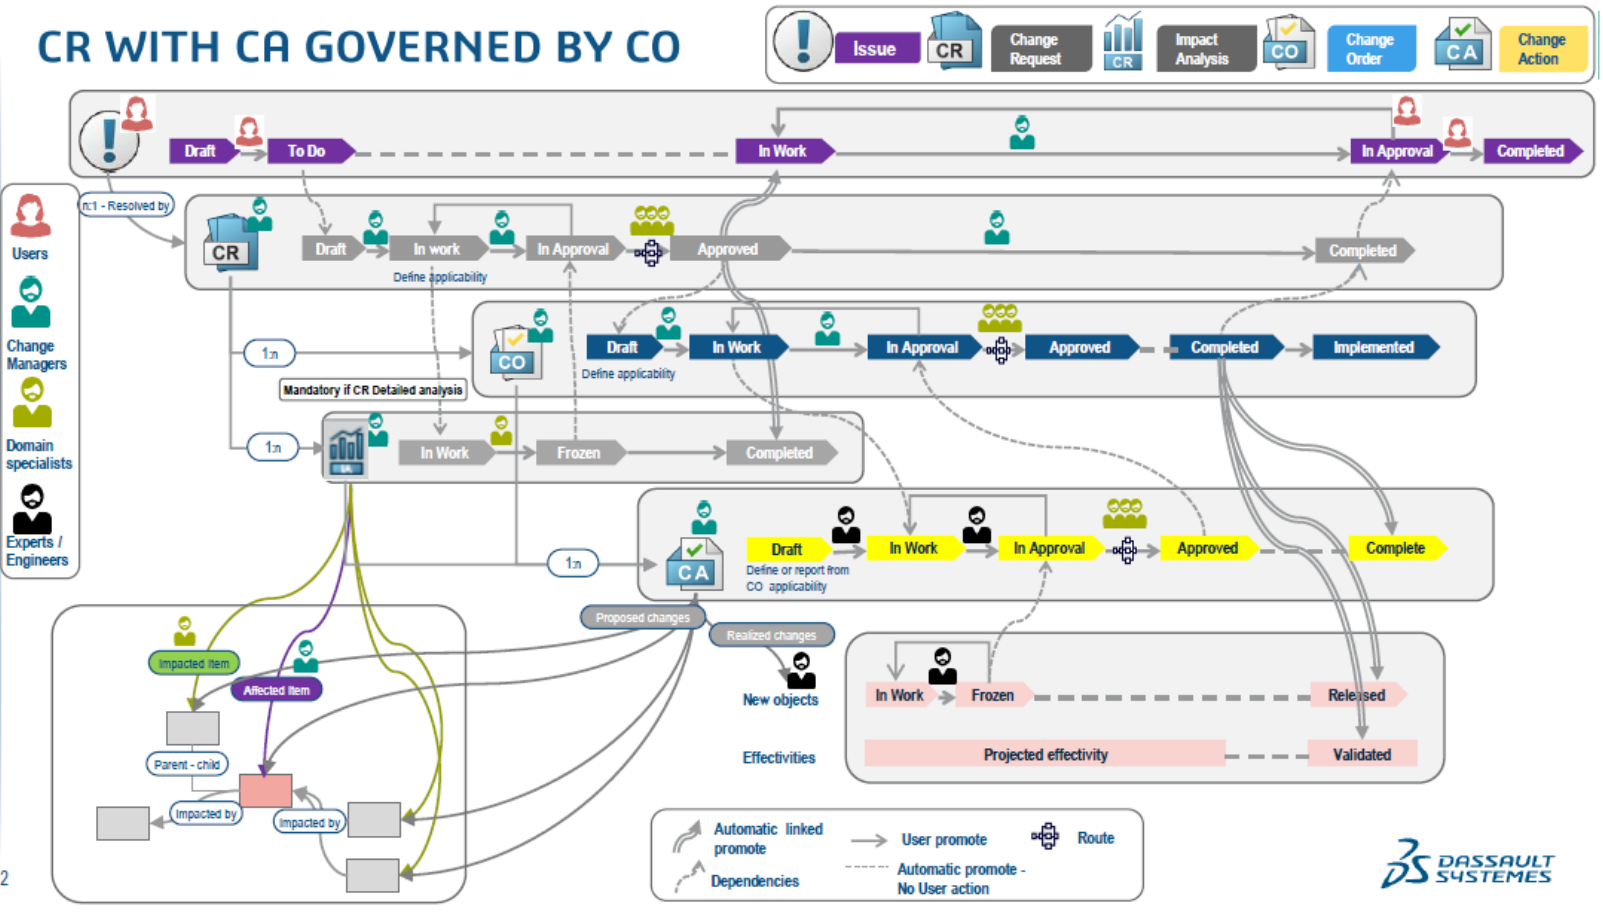 CR WITH CA GOVERNED BY CO
Issue
CR
Change
Request
CR
Impact
Analysis
CO
Change
Order
CA
Change
Action
Draft
To Do
In Work
In Approval
Completed
n:1 - Resolved by
Users
Change
Managers
Domain
specialists
Experts /
Engineers
CR
Draft
In work
In Approval
Approved
Completed
Define applicability
1:n
CO
Draft
In Work
In Approval
Approved
Completed
Implemented
Define applicability
Mandatory if CR Detailed analysis
1:n
IA
In Work
Frozen
Completed
1:n
CA
Draft
In Work
In Approval
Approved
Complete
Define or report from
CO applicability
Proposed changes
Realized changes
Impacted Item
Affected Item
Parent - child
Impacted by
Impacted by
New objects
In Work
Frozen
Released
Effectivities
Projected effectivity
Validated
Automatic linked
promote
User promote
Route
Dependencies
Automatic promote -
No User action
2
DASSAULT
SYSTEMES